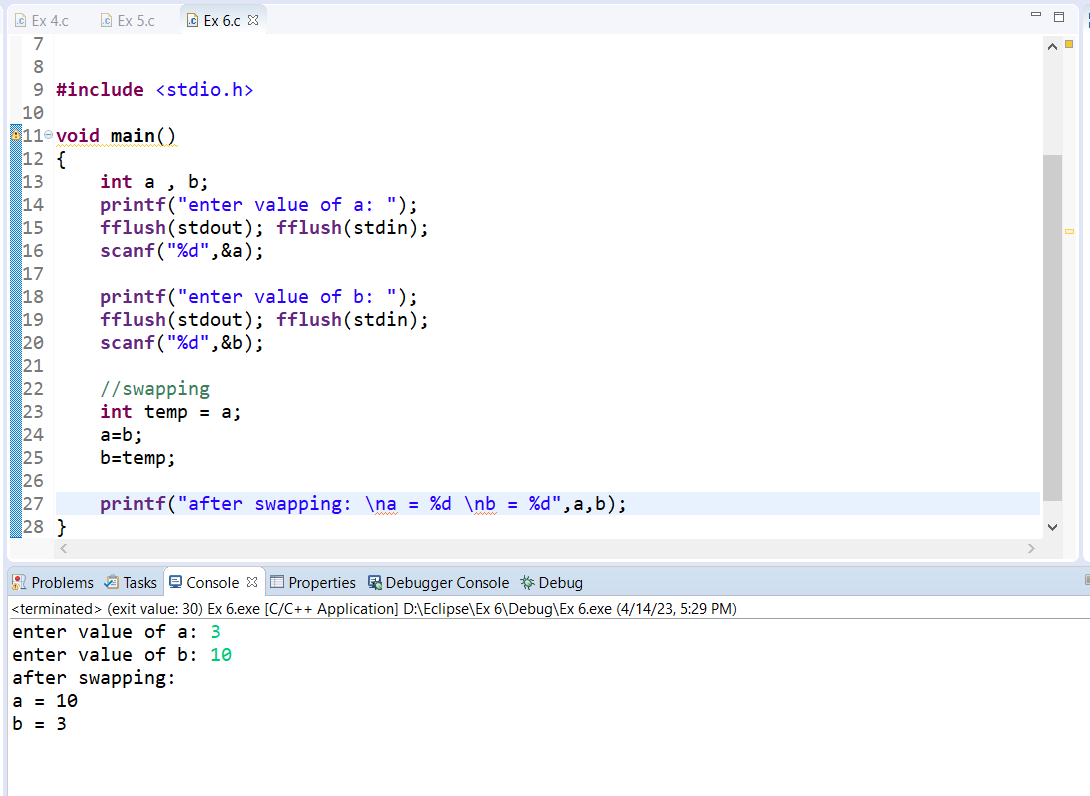 Ex 4.c Ex 5.c Ex 6.c
7
8
9 #include <stdio.h>
10
11 void main()
12 {
13 int a , b;
14 printf("enter value of a: ");
15 fflush(stdout); fflush(stdin);
16 scanf("%d",&a);
17
18 printf("enter value of b: ");
19 fflush(stdout); fflush(stdin);
20 scanf("%d",&b);
21
22 //swapping
23 int temp = a;
24 a=b;
25 b=temp;
26
27 printf("after swapping: \na = %d \nb = %d",a,b);
28 }
Problems Tasks Console Properties Debugger Console Debug
<terminated> (exit value: 30) Ex 6.exe [C/C++ Application] D:\Eclipse\Ex 6\Debug\Ex 6.exe (4/14/23, 5:29 PM)
enter value of a: 3
enter value of b: 10
after swapping:
a = 10
b = 3